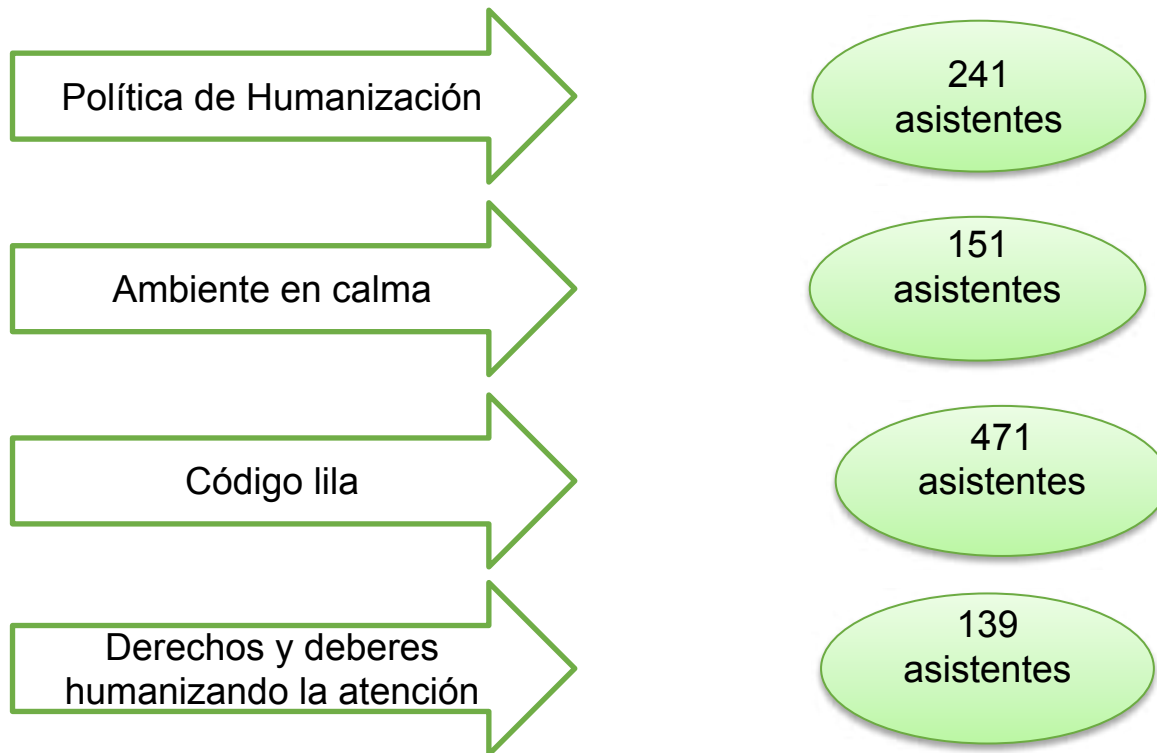 Política de Humanización
241
asistentes
Ambiente en calma
151
asistentes
Código lila
471
asistentes
Derechos y deberes
humanizando la atención
139
asistentes